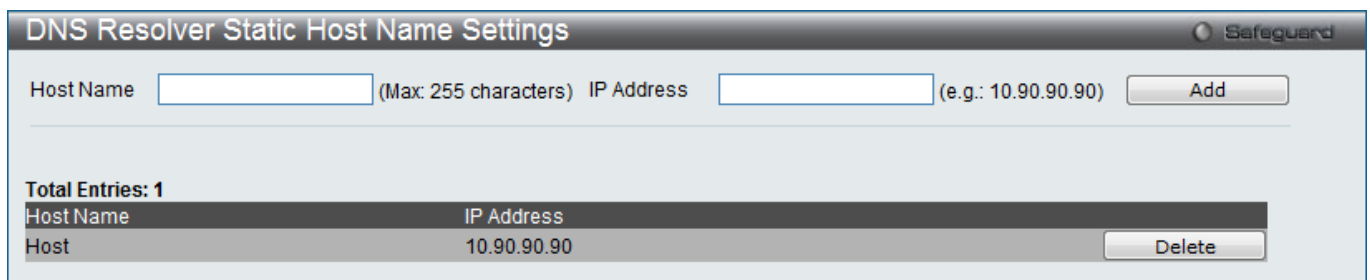 DNS Resolver Static Host Name Settings Safeguard
Host Name (Max: 255 characters) IP Address (e.g.: 10.90.90.90) Add
Total Entries: 1
Host Name IP Address
Host 10.90.90.90 Delete